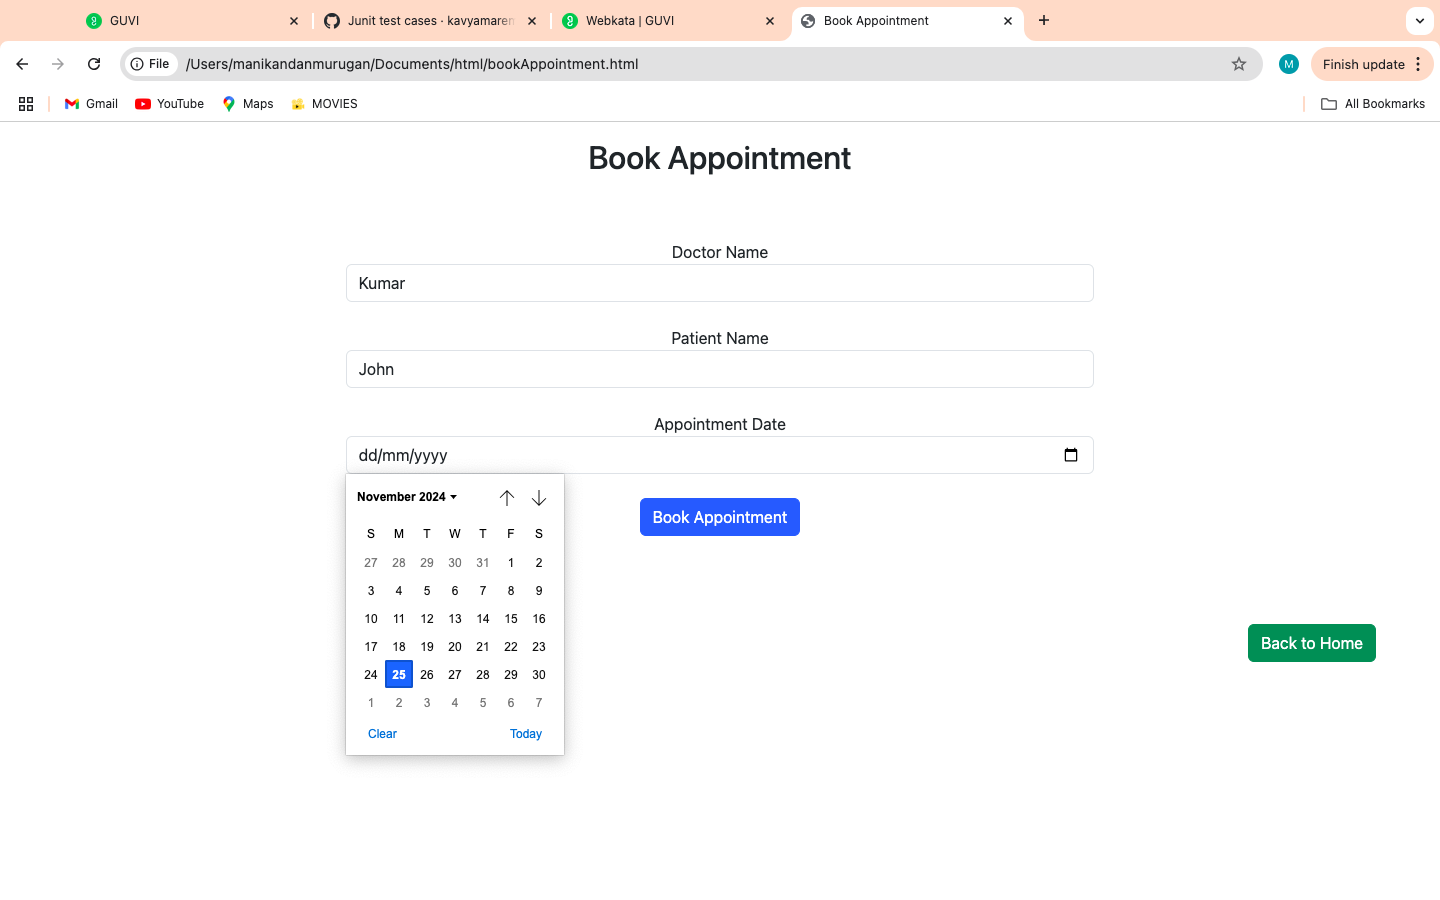 GUVI
Junit test cases · kavyamaren
Webkata | GUVI
Book Appointment
File
/Users/manikandanmurugan/Documents/html/bookAppointment.html
M
Finish update
Gmail
YouTube
Maps
MOVIES
All Bookmarks
Book Appointment
Doctor Name
Kumar
Patient Name
John
Appointment Date
dd/mm/yyyy
November 2024
S M T W T F S
27 28 29 30 31 1 2
3 4 5 6 7 8 9
10 11 12 13 14 15 16
17 18 19 20 21 22 23
24 25 26 27 28 29 30
1 2 3 4 5 6 7
Clear Today
Book Appointment
Back to Home